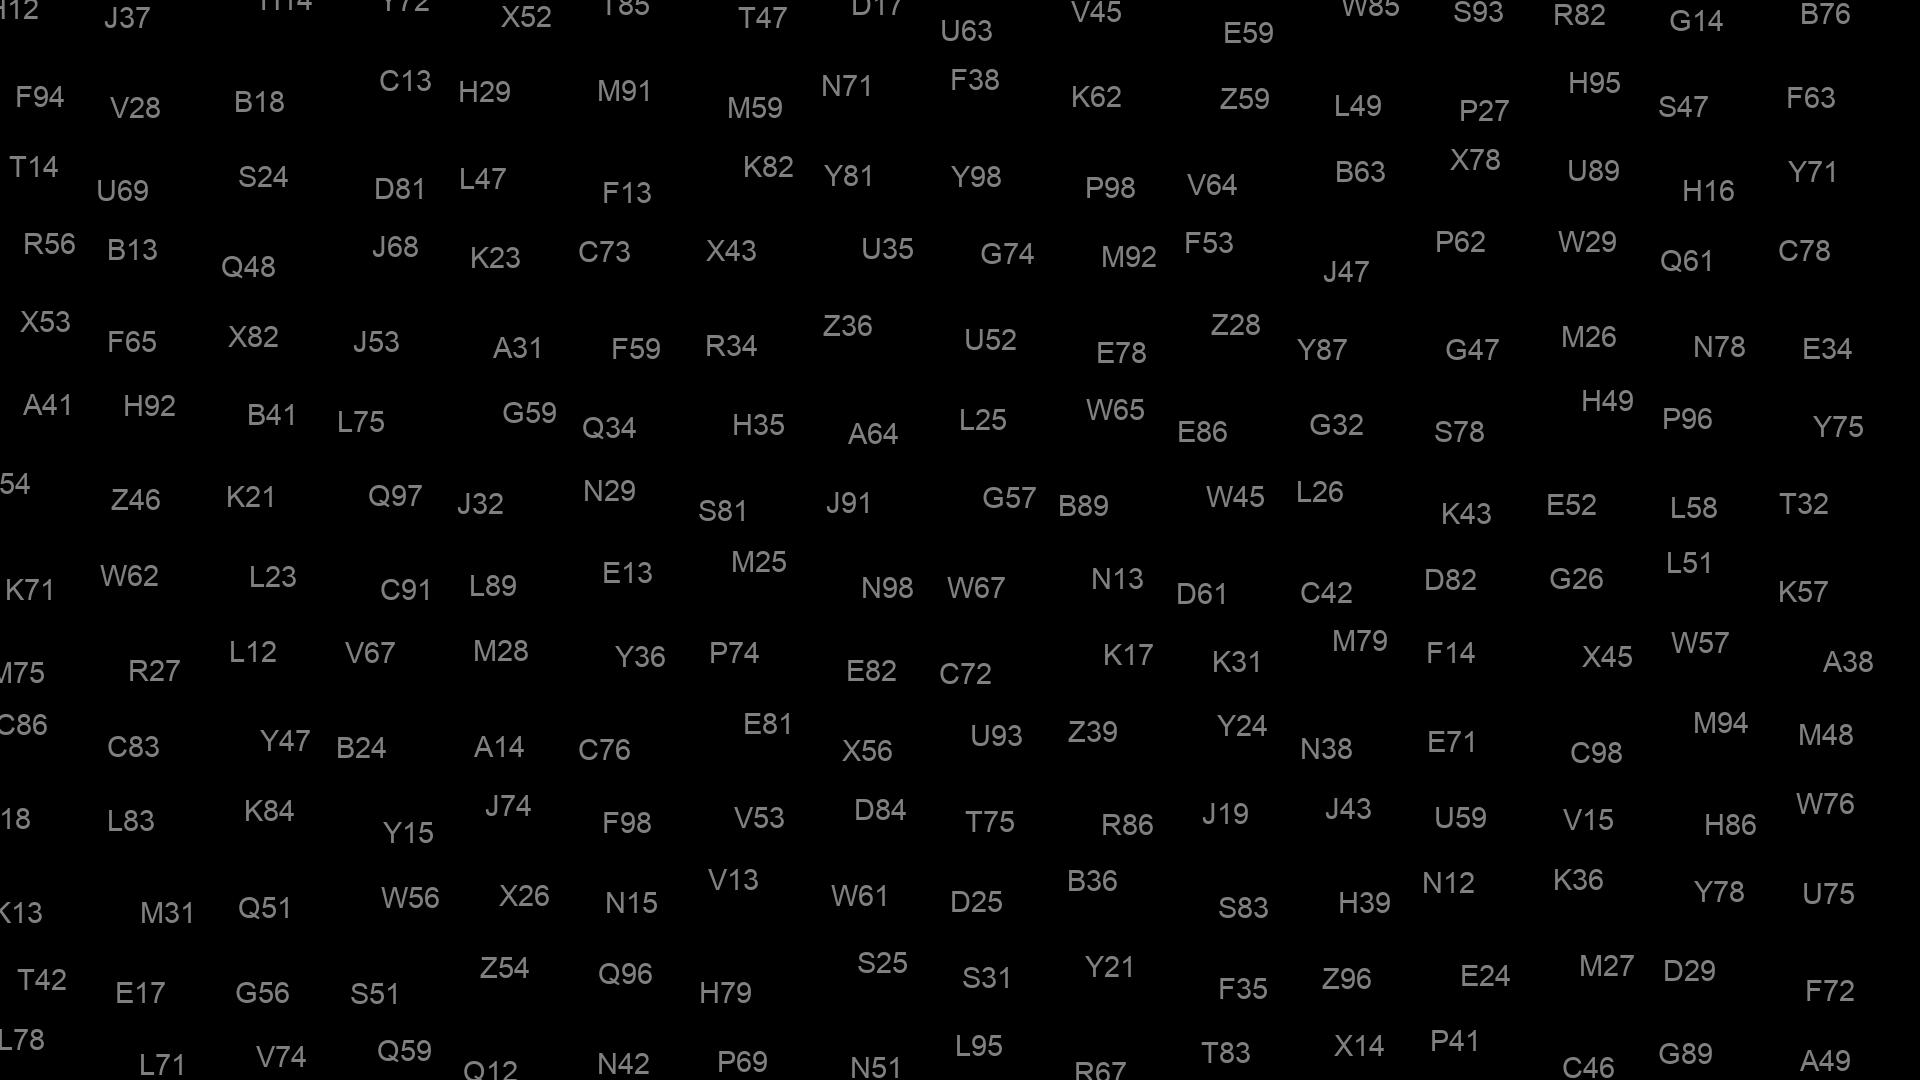 J37 X52 T85 T47 D17 U63 V45 E59 W85 S93 R82 G14 B76
F94 V28 B18 C13 H29 M91 M59 N71 F38 K62 Z59 L49 P27 H95 S47 F63
T14 U69 S24 D81 L47 F13 K82 Y81 Y98 P98 V64 B63 X78 U89 H16 Y71
R56 B13 Q48 J68 K23 C73 X43 U35 G74 M92 F53 J47 P62 W29 Q61 C78
X53 F65 X82 J53 A31 F59 R34 Z36 U52 E78 Z28 Y87 G47 M26 N78 E34
A41 H92 B41 L75 G59 Q34 H35 A64 L25 W65 E86 G32 S78 H49 P96 Y75
54 Z46 K21 Q97 J32 N29 S81 J91 G57 B89 W45 L26 K43 E52 L58 T32
K71 W62 L23 C91 L89 E13 M25 N98 W67 N13 D61 C42 D82 G26 L51 K57
M75 R27 L12 V67 M28 Y36 P74 E82 C72 K17 K31 M79 F14 X45 W57 A38
C86 C83 Y47 B24 A14 C76 E81 X56 U93 Z39 Y24 N38 E71 C98 M94 M48
18 L83 K84 Y15 J74 F98 V53 D84 T75 R86 J19 J43 U59 V15 H86 W76
K13 M31 Q51 W56 X26 N15 V13 W61 D25 B36 S83 H39 N12 K36 Y78 U75
T42 E17 G56 S51 Z54 Q96 H79 S25 S31 Y21 F35 Z96 E24 M27 D29 F72
L78 L71 V74 Q59 Q12 N42 P69 N51 L95 R67 T83 X14 P41 C46 G89 A49